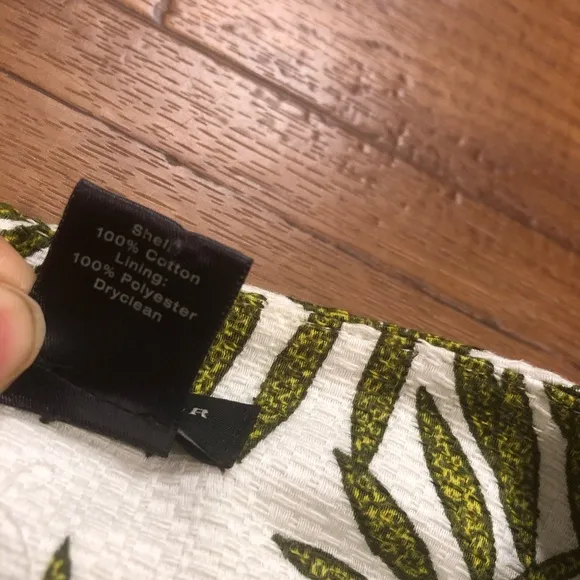 Shell:
100% Cotton
Lining:
100% Polyester
Dryclean
R